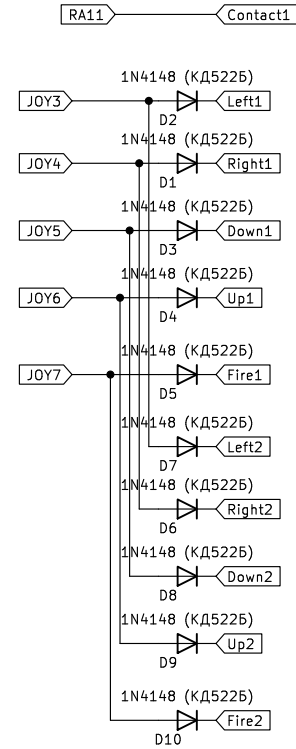 RA11 Contact1
1N4148 (КД522Б)
JOY3 Left1
D2
1N4148 (КД522Б)
JOY4 Right1
D1
1N4148 (КД522Б)
JOY5 Down1
D3
1N4148 (КД522Б)
JOY6 Up1
D4
1N4148 (КД522Б)
JOY7 Fire1
D5
1N4148 (КД522Б)
Left2
D7
1N4148 (КД522Б)
Right2
D6
1N4148 (КД522Б)
Down2
D8
1N4148 (КД522Б)
Up2
D9
1N4148 (КД522Б)
Fire2
D10